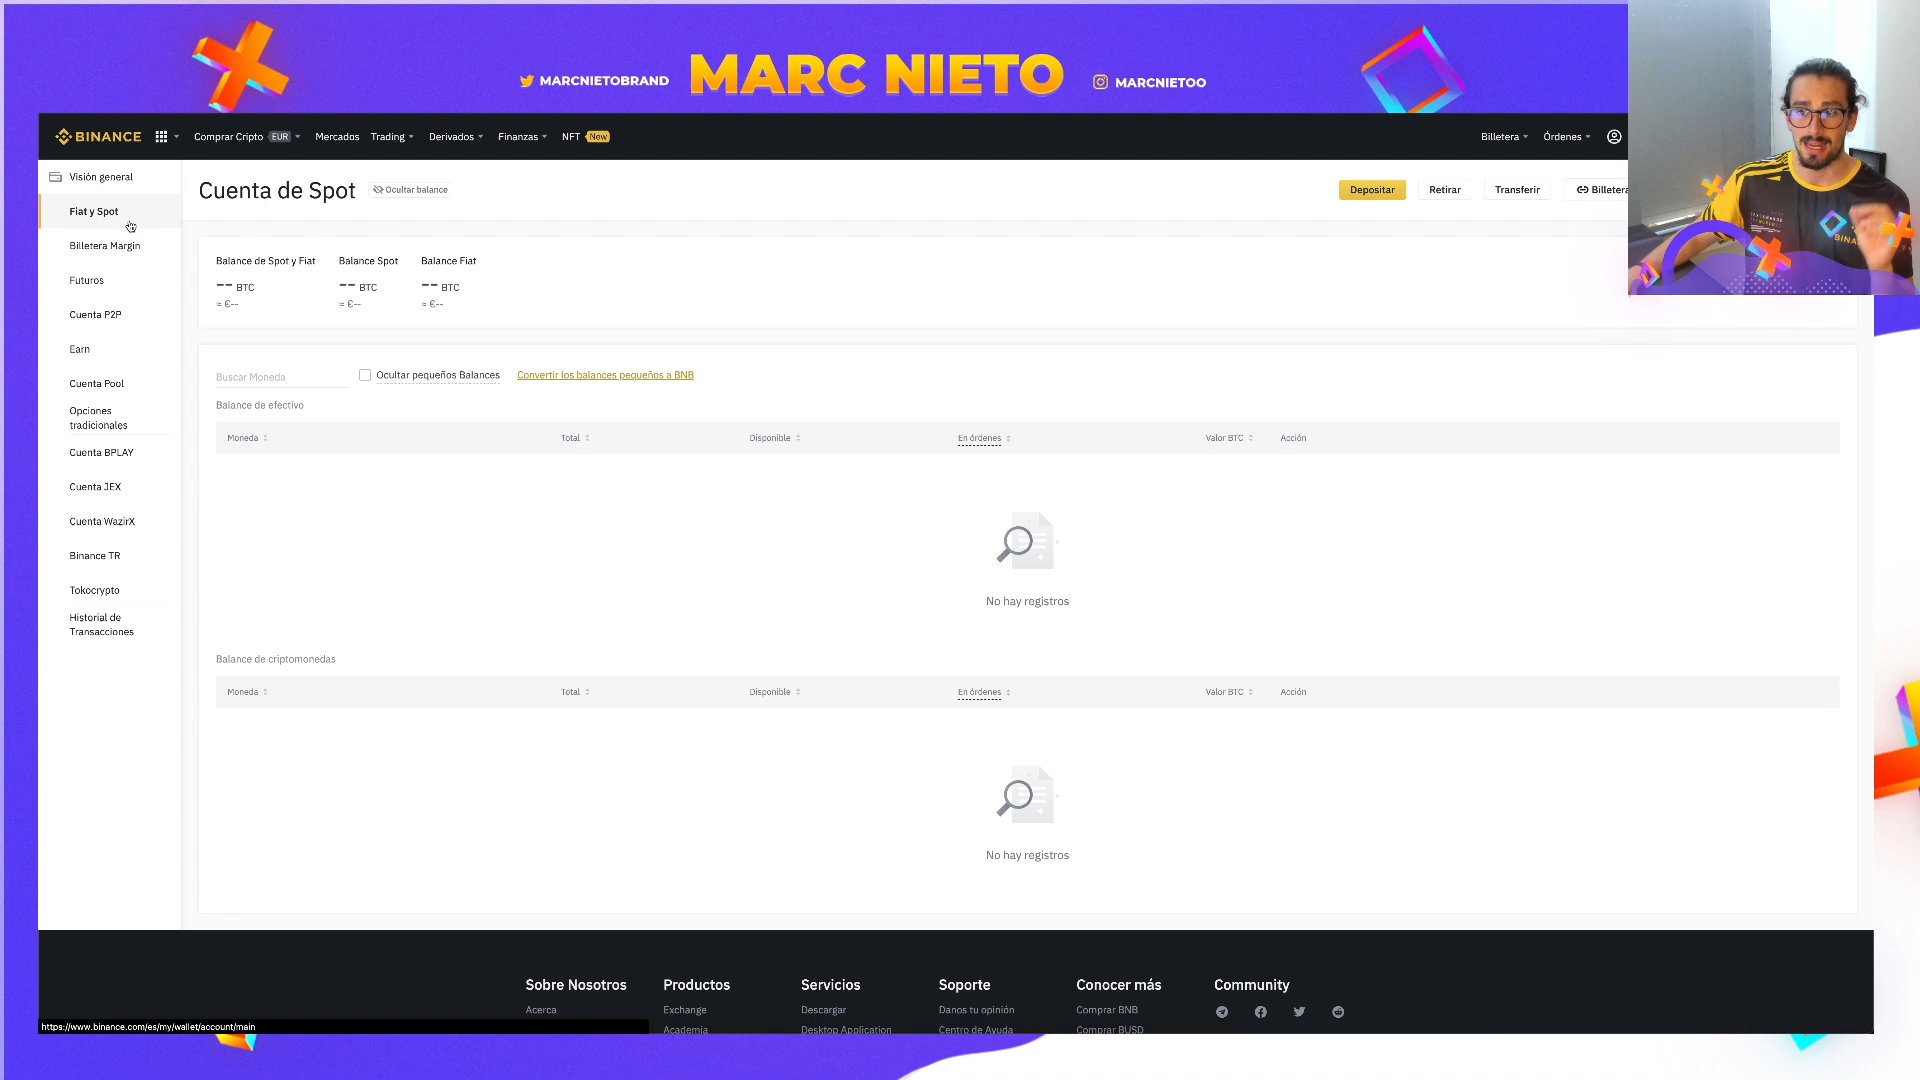 MARCNIETOBRAND
MARC NIETO
MARCNIETOO
BINANCE
Comprar Cripto EUR
Mercados
Trading
Derivados
Finanzas
NFT New
Billetera
Órdenes
Visión general
Fiat y Spot
Billetera Margin
Futuros
Cuenta P2P
Earn
Cuenta Pool
Opciones
tradicionales
Cuenta BPLAY
Cuenta JEX
Cuenta WazirX
Binance TR
Tokocrypto
Historial de
Transacciones
Cuenta de Spot
Ocultar balance
Depositar
Retirar
Transferir
Billetera
Balance de Spot y Fiat
-- BTC
≈ €--
Balance Spot
-- BTC
≈ €--
Balance Fiat
-- BTC
≈ €--
Buscar Moneda
Ocultar pequeños Balances
Convertir los balances pequeños a BNB
Balance de efectivo
Moneda
Total
Disponible
En órdenes
Valor BTC
Acción
No hay registros
Balance de criptomonedas
Moneda
Total
Disponible
En órdenes
Valor BTC
Acción
No hay registros
Sobre Nosotros
Acerca
Productos
Exchange
Academia
Servicios
Descargar
Desktop Application
Soporte
Danos tu opinión
Centro de Ayuda
Conocer más
Comprar BNB
Comprar BUSD
Community
https://www.binance.com/es/my/wallet/account/main